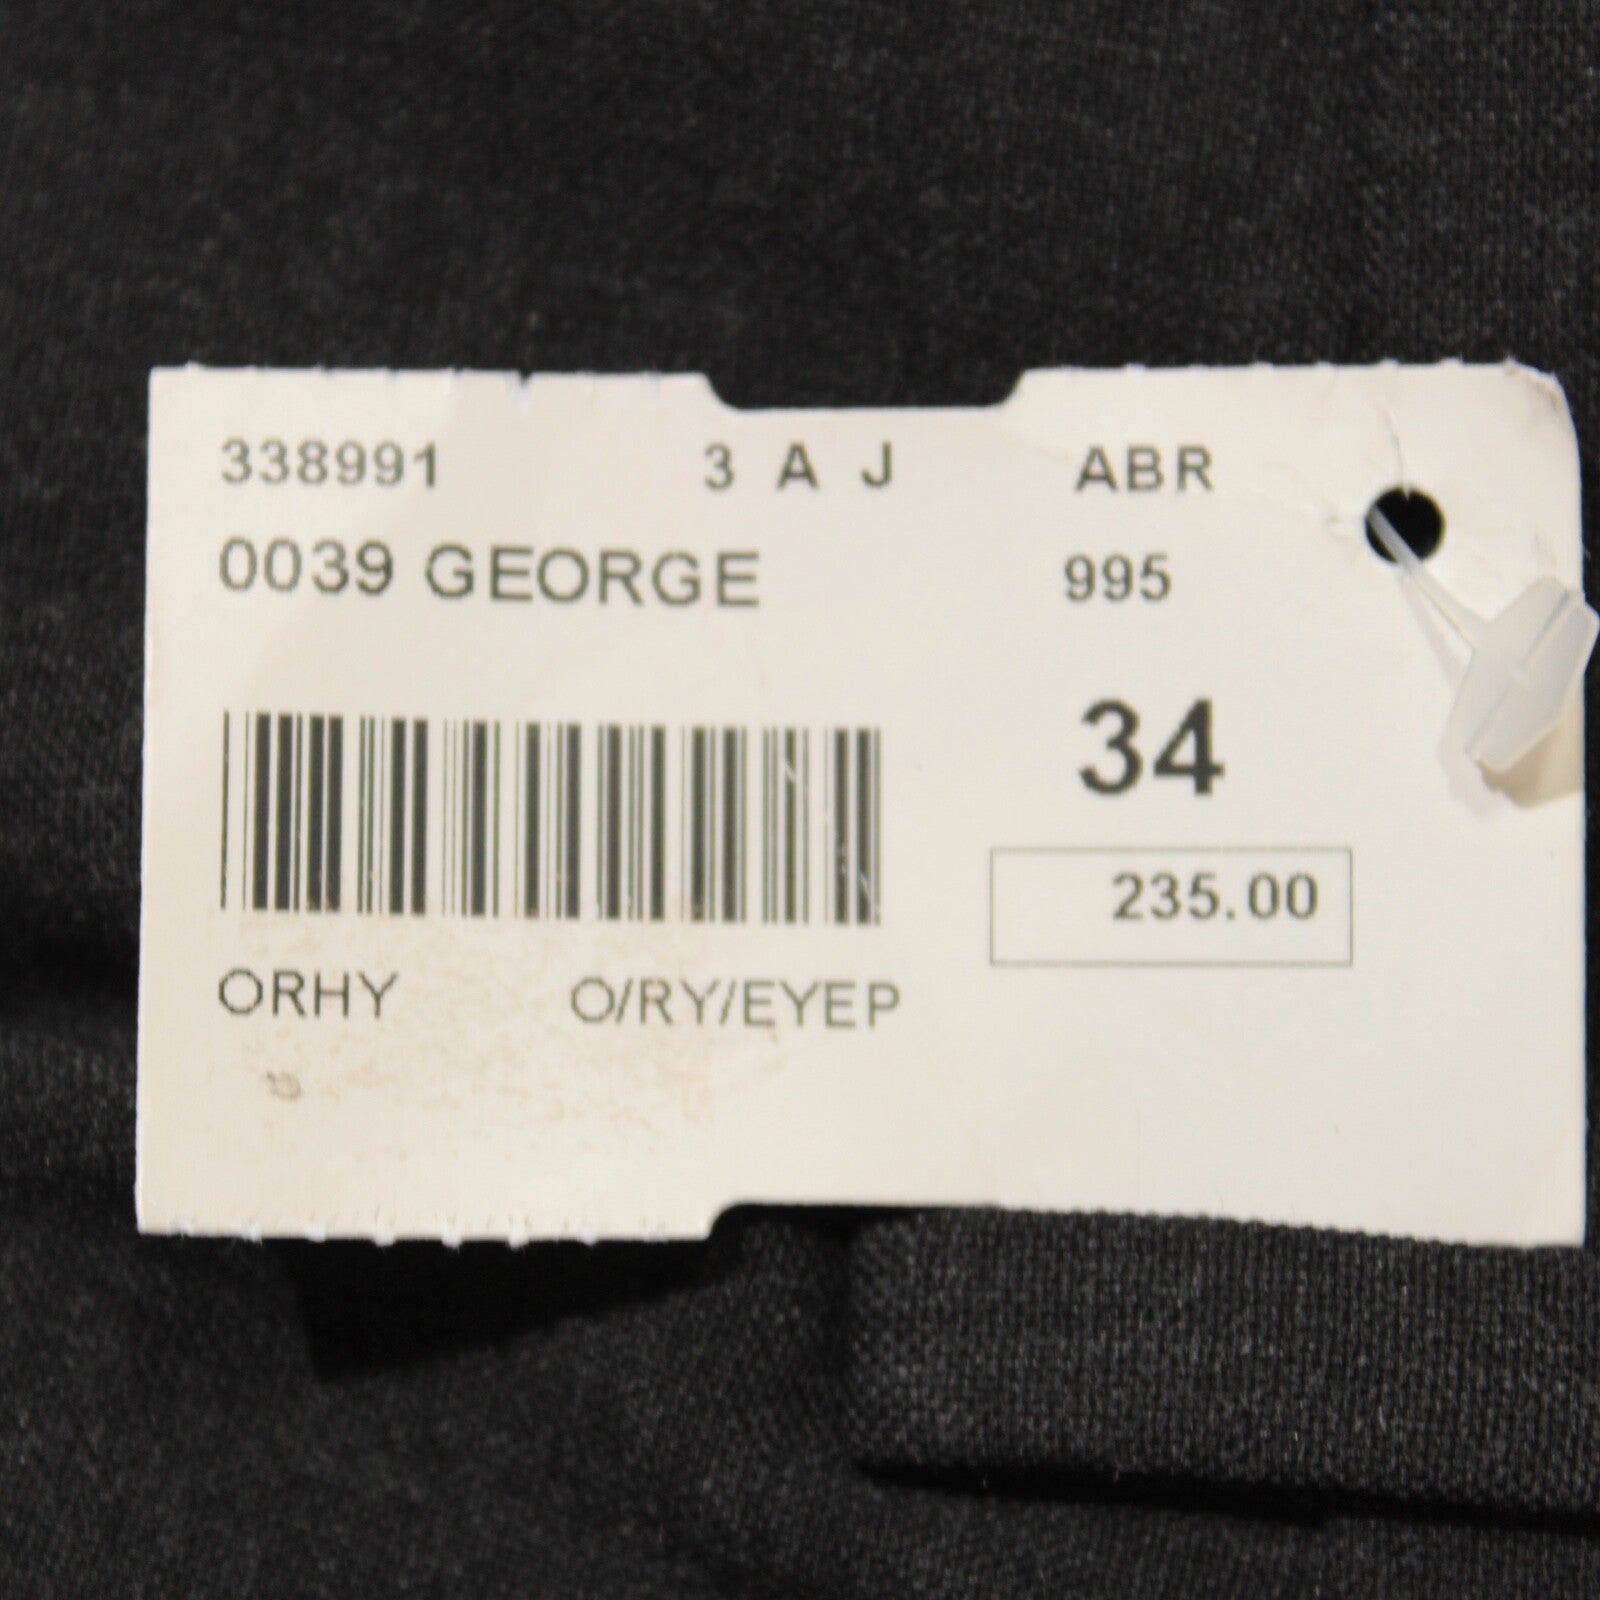 338991 3 A J ABR
0039 GEORGE 995
34
235.00
ORHY O/RY/EYEP